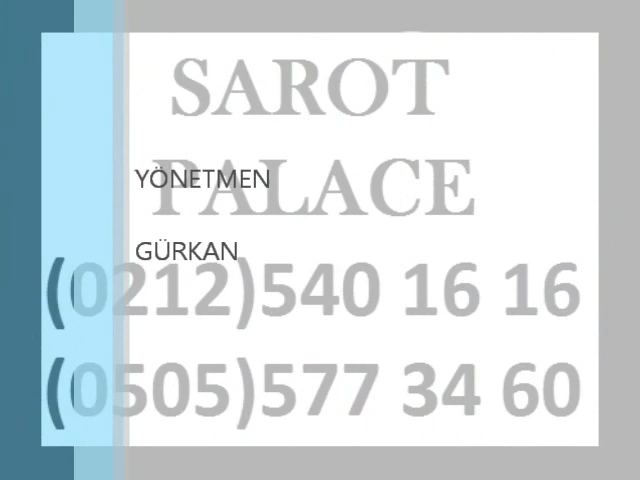 SAROT
PALACE
YÖNETMEN
GÜRKAN
(0212)540 16 16
(0505)577 34 60